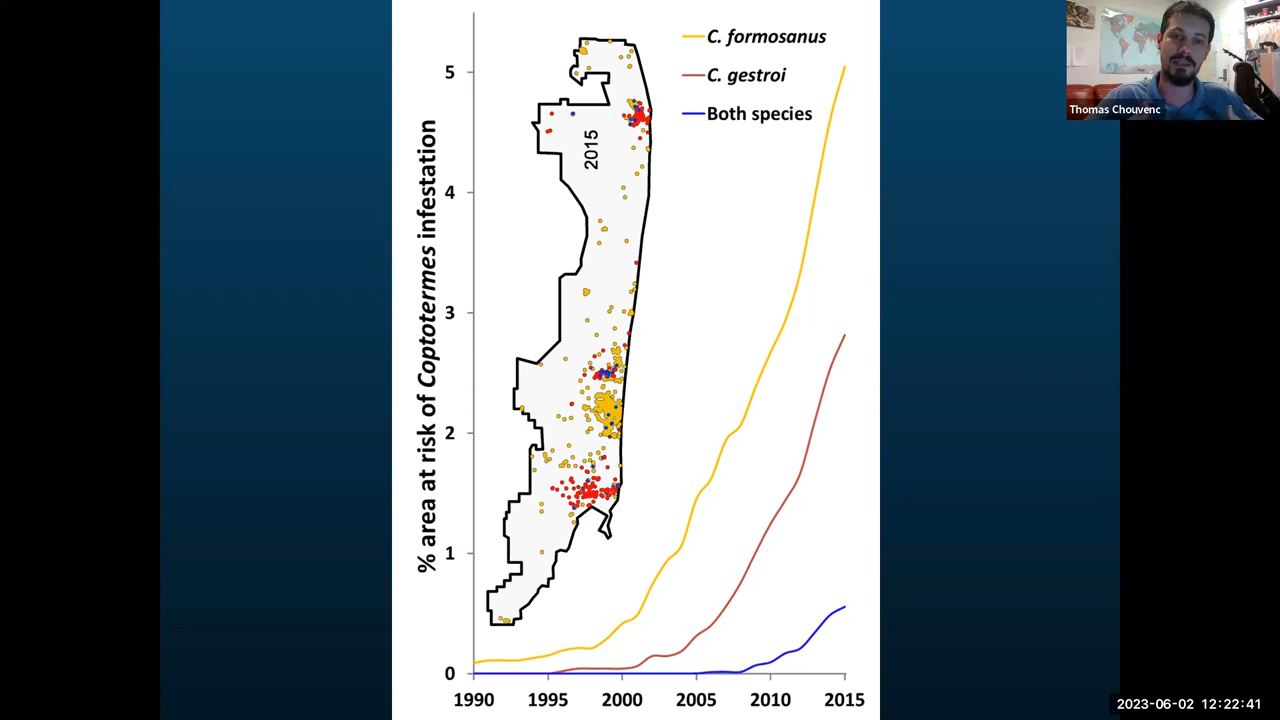 C. formosanus
C. gestroi
Both species
Thomas Chouvenc
% area at risk of Coptotermes infestation
2015
5
4
3
2
1
0
1990 1995 2000 2005 2010 2015
2023-06-02 12:22:41